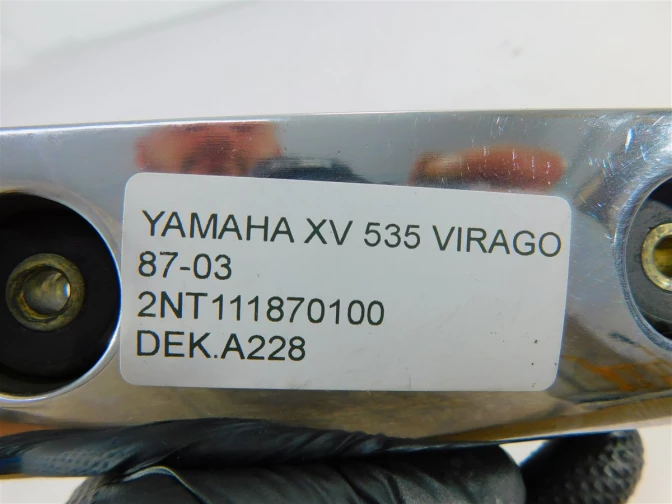 YAMAHA XV 535 VIRAGO
87-03
2NT111870100
DEK.A228